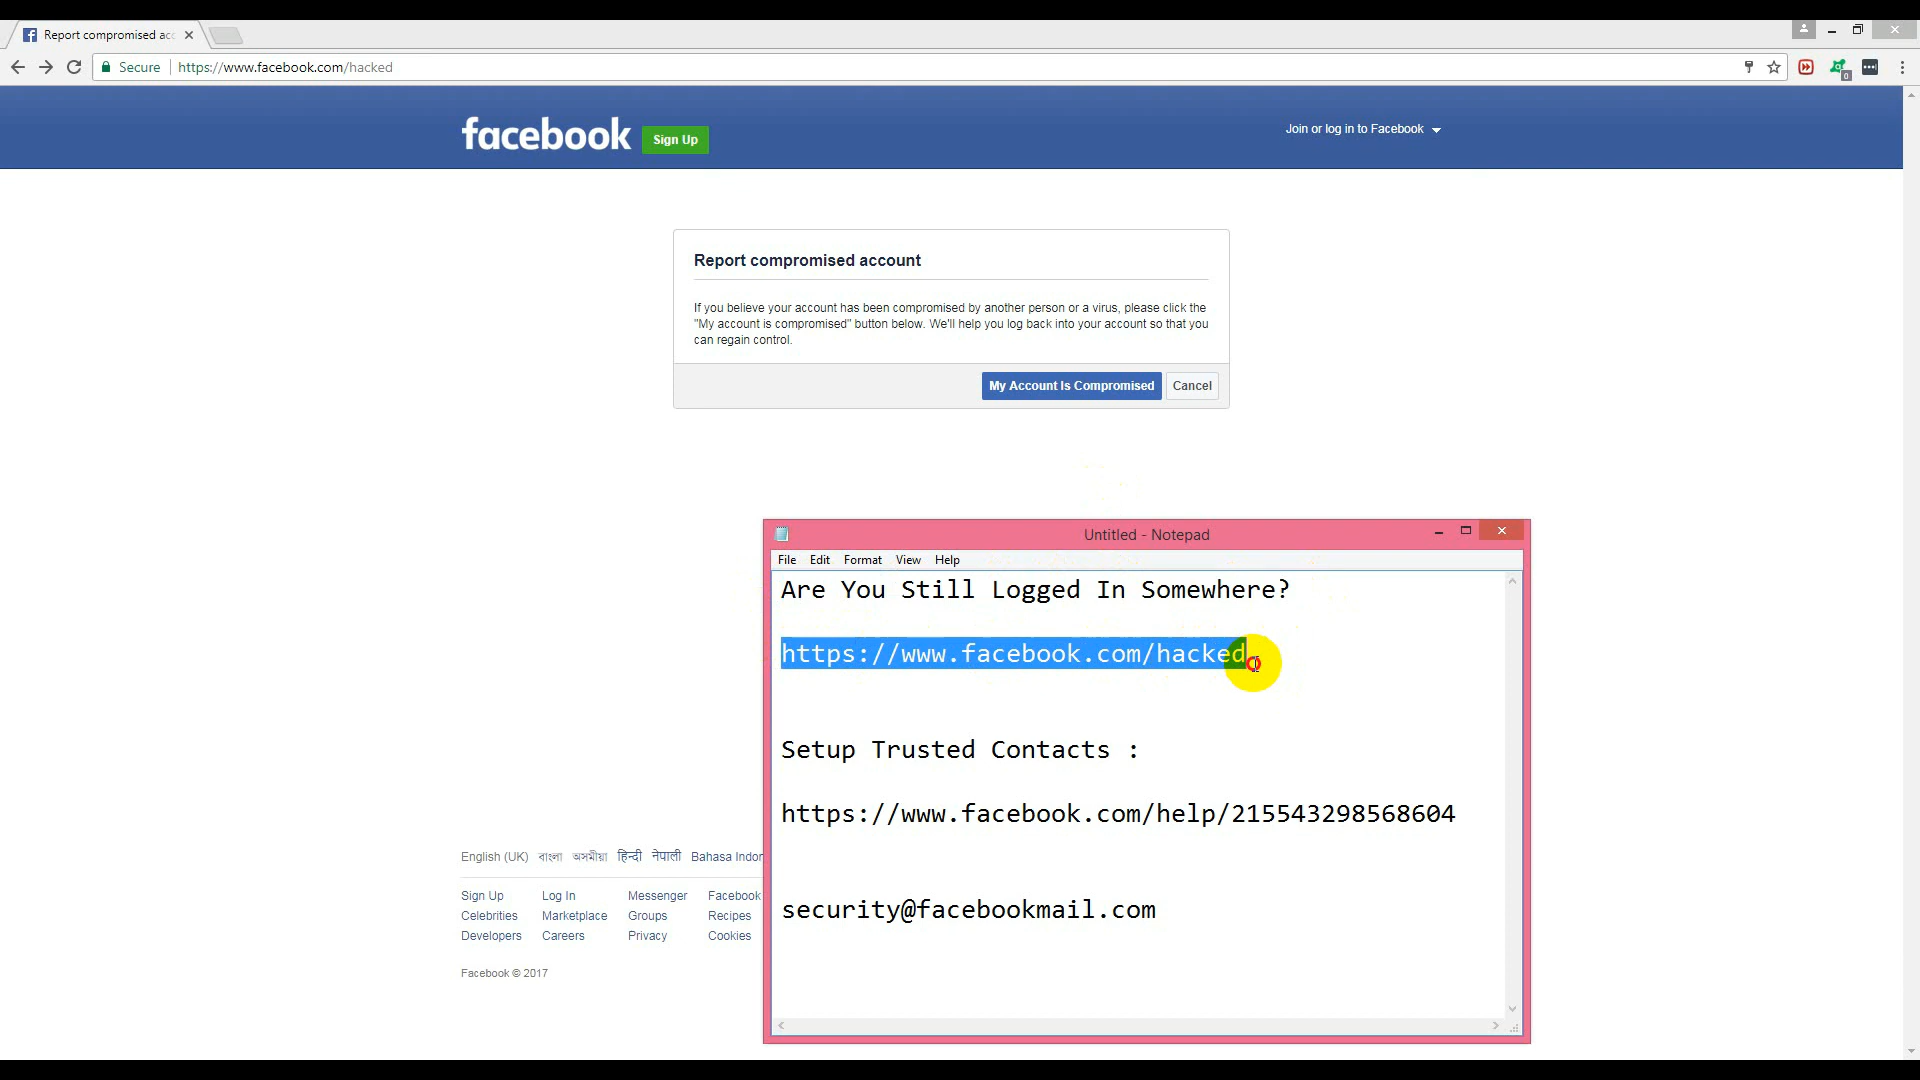 Report compromised acc
Secure https://www.facebook.com/hacked
0
facebook
Sign Up
Join or log in to Facebook
Report compromised account
If you believe your account has been compromised by another person or a virus, please click the
"My account is compromised" button below. We'll help you log back into your account so that you
can regain control.
My Account Is Compromised
Cancel
Untitled - Notepad
File Edit Format View Help
Are You Still Logged In Somewhere?
https://www.facebook.com/hacked
Setup Trusted Contacts :
https://www.facebook.com/help/215543298568604
security@facebookmail.com
English (UK) বাংলা অসমীয়া हिन्दी नेपाली Bahasa Indon
Sign Up Log In Messenger Facebook
Celebrities Marketplace Groups Recipes
Developers Careers Privacy Cookies
Facebook © 2017